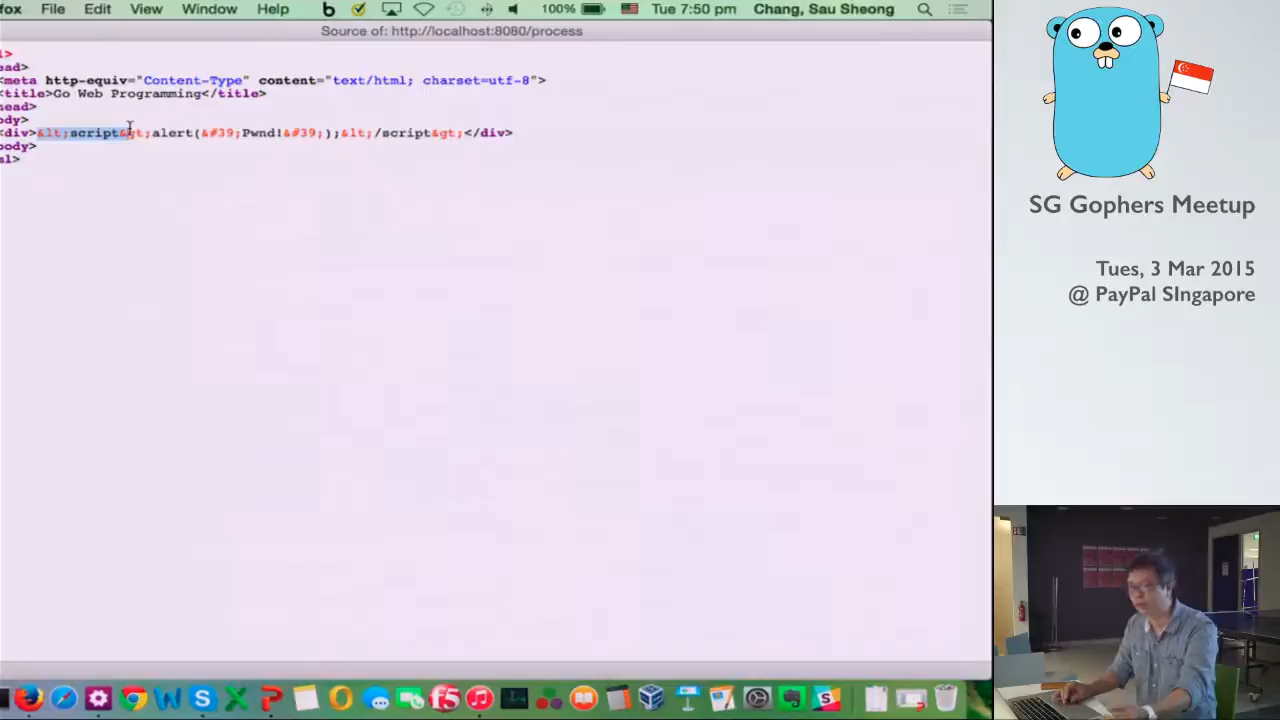 fox File Edit View Window Help 100% Tue 7:50 pm Chang, Sau Sheong
Source of: http://localhost:8080/process
l>
ead>
<meta http-equiv="Content-Type" content="text/html; charset=utf-8">
<title>Go Web Programming</title>
head>
ody>
<div>&lt;script&gt;alert(&#39;Pwnd!&#39;);&lt;/script&gt;</div>
ody>
ml>
SG Gophers Meetup
Tues, 3 Mar 2015
@ PayPal SIngapore